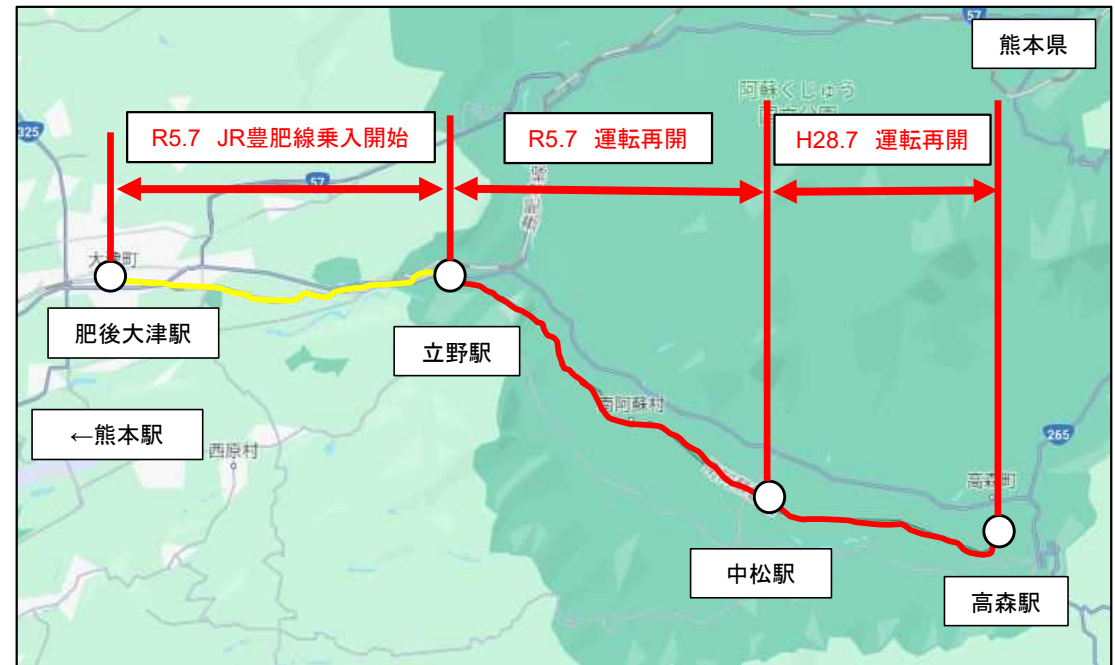 57
熊本県
阿蘇くじゅう
325
R5.7 JR豊肥線乗入開始
R5.7 運転再開
H28.7 運転再開
57
大津町
肥後大津駅
立野駅
南阿蘇村
←熊本駅
西原村
265
高森町
中松駅
高森駅